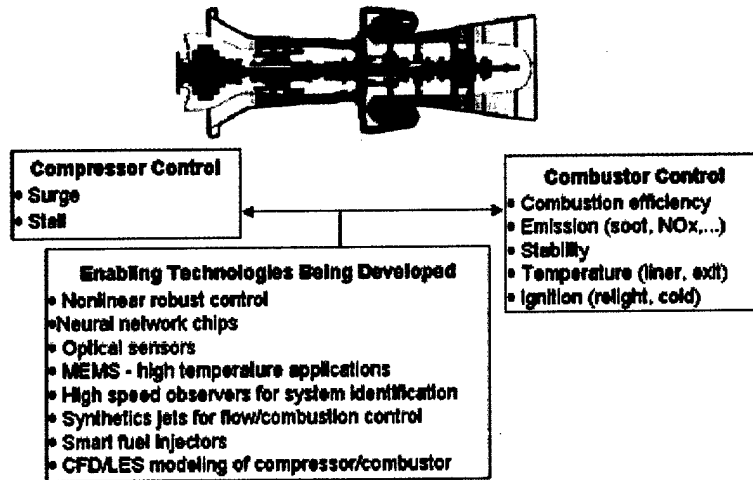 Compressor Control
• Surge
• Stall
Combustor Control
• Combustion efficiency
• Emission (soot, NOx,...)
• Stability
• Temperature (liner, exit)
• Ignition (relight, cold)
Enabling Technologies Being Developed
• Nonlinear robust control
• Neural network chips
• Optical sensors
• MEMS - high temperature applications
• High speed observers for system identification
• Synthetics jets for flow/combustion control
• Smart fuel injectors
• CFD/LES modeling of compressor/combustor